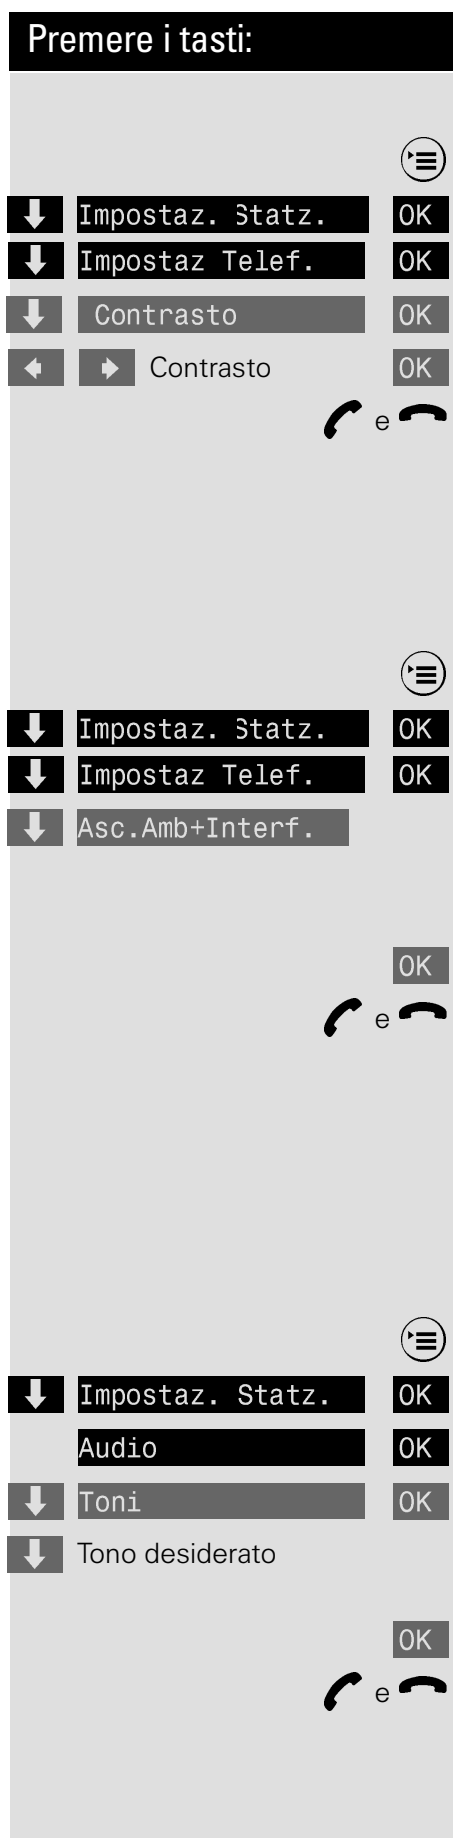 Premere i tasti:
Impostaz. Statz. OK
Impostaz Telef. OK
Contrasto OK
Contrasto OK
e
Impostaz. Statz. OK
Impostaz Telef. OK
Asc.Amb+Interf.
OK
e
Impostaz. Statz. OK
Audio OK
Toni OK
Tono desiderato
OK
e